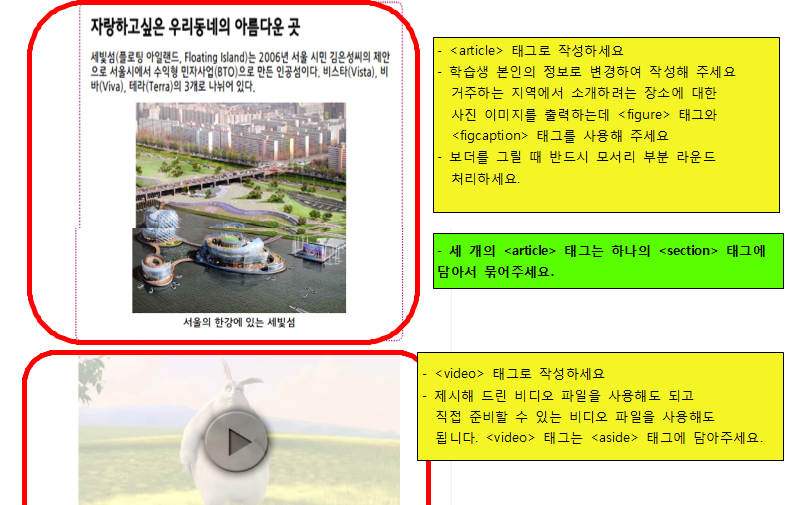 자랑하고싶은 우리동네의 아름다운 곳
세빛섬(플로팅 아일랜드, Floating Island)는 2006년 서울 시민 김은성씨의 제안
으로 서울시에서 수익형 민자사업(BTO)으로 만든 인공섬이다. 비스타(Vista), 비
바(Viva), 테라(Terra)의 3개로 나뉘어 있다.
서울의 한강에 있는 세빛섬
- <article> 태그로 작성하세요
- 학습생 본인의 정보로 변경하여 작성해 주세요
거주하는 지역에서 소개하려는 장소에 대한
사진 이미지를 출력하는데 <figure> 태그와
<figcaption> 태그를 사용해 주세요
- 보더를 그릴 때 반드시 모서리 부분 라운드
처리하세요.
- 세 개의 <article> 태그는 하나의 <section> 태그에
담아서 묶어주세요.
- <video> 태그로 작성하세요
- 제시해 드린 비디오 파일을 사용해도 되고
직접 준비할 수 있는 비디오 파일을 사용해도
됩니다. <video> 태그는 <aside> 태그에 담아주세요.